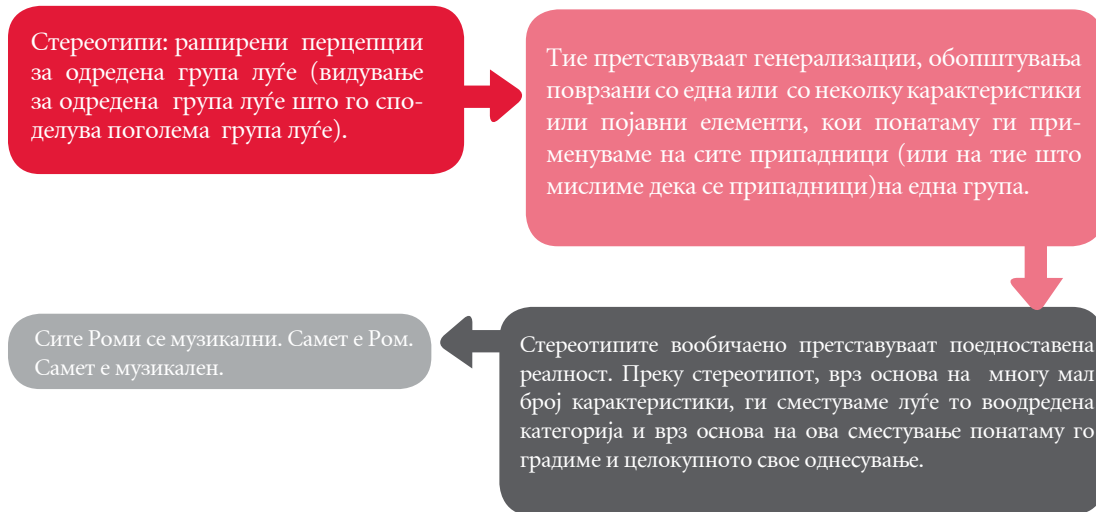 Стереотипи: раширени перцепции
за одредена група луѓе (видување
за одредена група луѓе што го спо-
делува поголема група луѓе).
Тие претставуваат генерализации, обопштувања
поврзани со една или со неколку карактеристики
или појавни елементи, кои понатаму ги при-
менуваме на сите припадници (или на тие што
мислиме дека се припадници)на една група.
Стереотипите вообичаено претставуваат поедноставена
реалност. Преку стереотипот, врз основа на многу мал
број карактеристики, ги сместуваме луѓе то воодредена
категорија и врз основа на ова сместување понатаму го
градиме и целокупното свое однесување.
Сите Роми се музикални. Самет е Ром.
Самет е музикален.